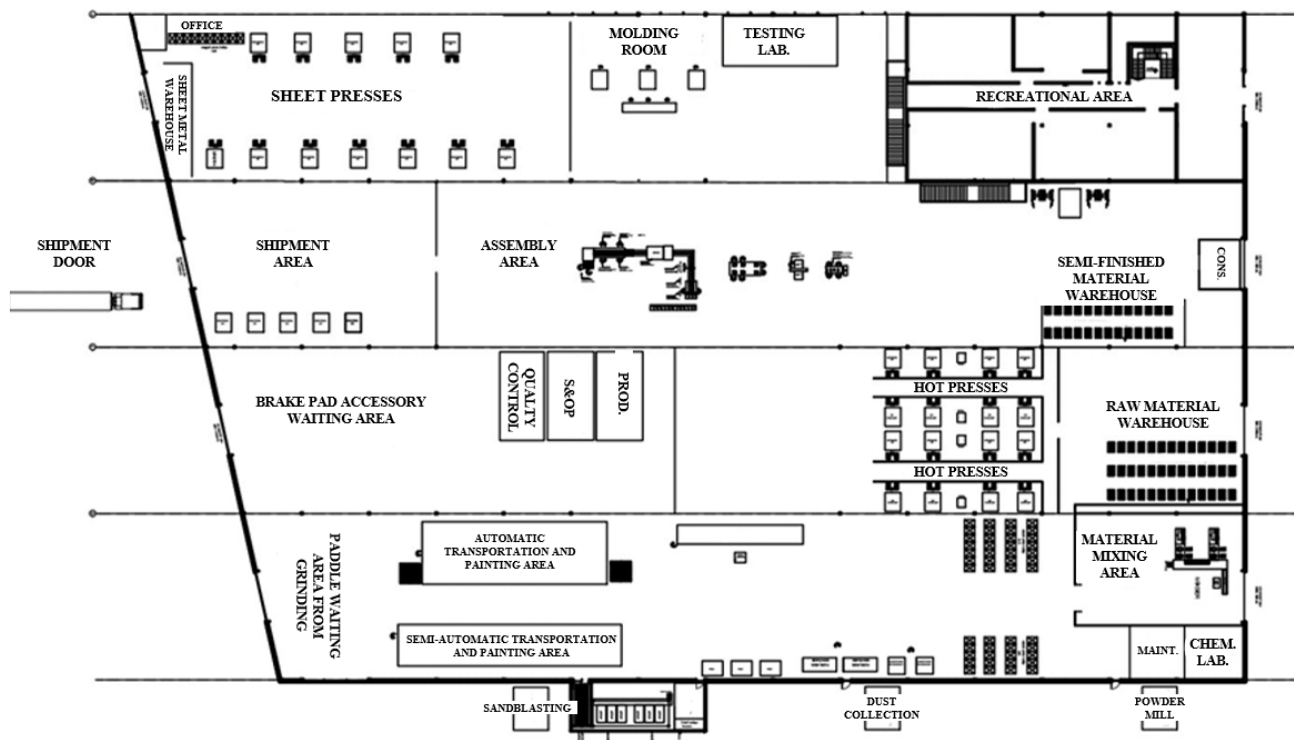 OFFICE
SHEET METAL
WAREHOUSE
SHEET PRESSES
MOLDING
ROOM
TESTING
LAB.
RECREATIONAL AREA
SHIPMENT
DOOR
SHIPMENT
AREA
ASSEMBLY
AREA
SEMI-FINISHED
MATERIAL
WAREHOUSE
CONS.
BRAKE PAD ACCESSORY
WAITING AREA
QUALTY
CONTROL
S&OP
PROD.
HOT PRESSES
HOT PRESSES
RAW MATERIAL
WAREHOUSE
PADDLE WAITING
AREA FROM
GRINDING
AUTOMATIC
TRANSPORTATION AND
PAINTING AREA
SEMI-AUTOMATIC TRANSPORTATION
AND PAINTING AREA
MATERIAL
MIXING
AREA
MAINT.
CHEM.
LAB.
SANDBLASTING
DUST
COLLECTION
POWDER
MILL